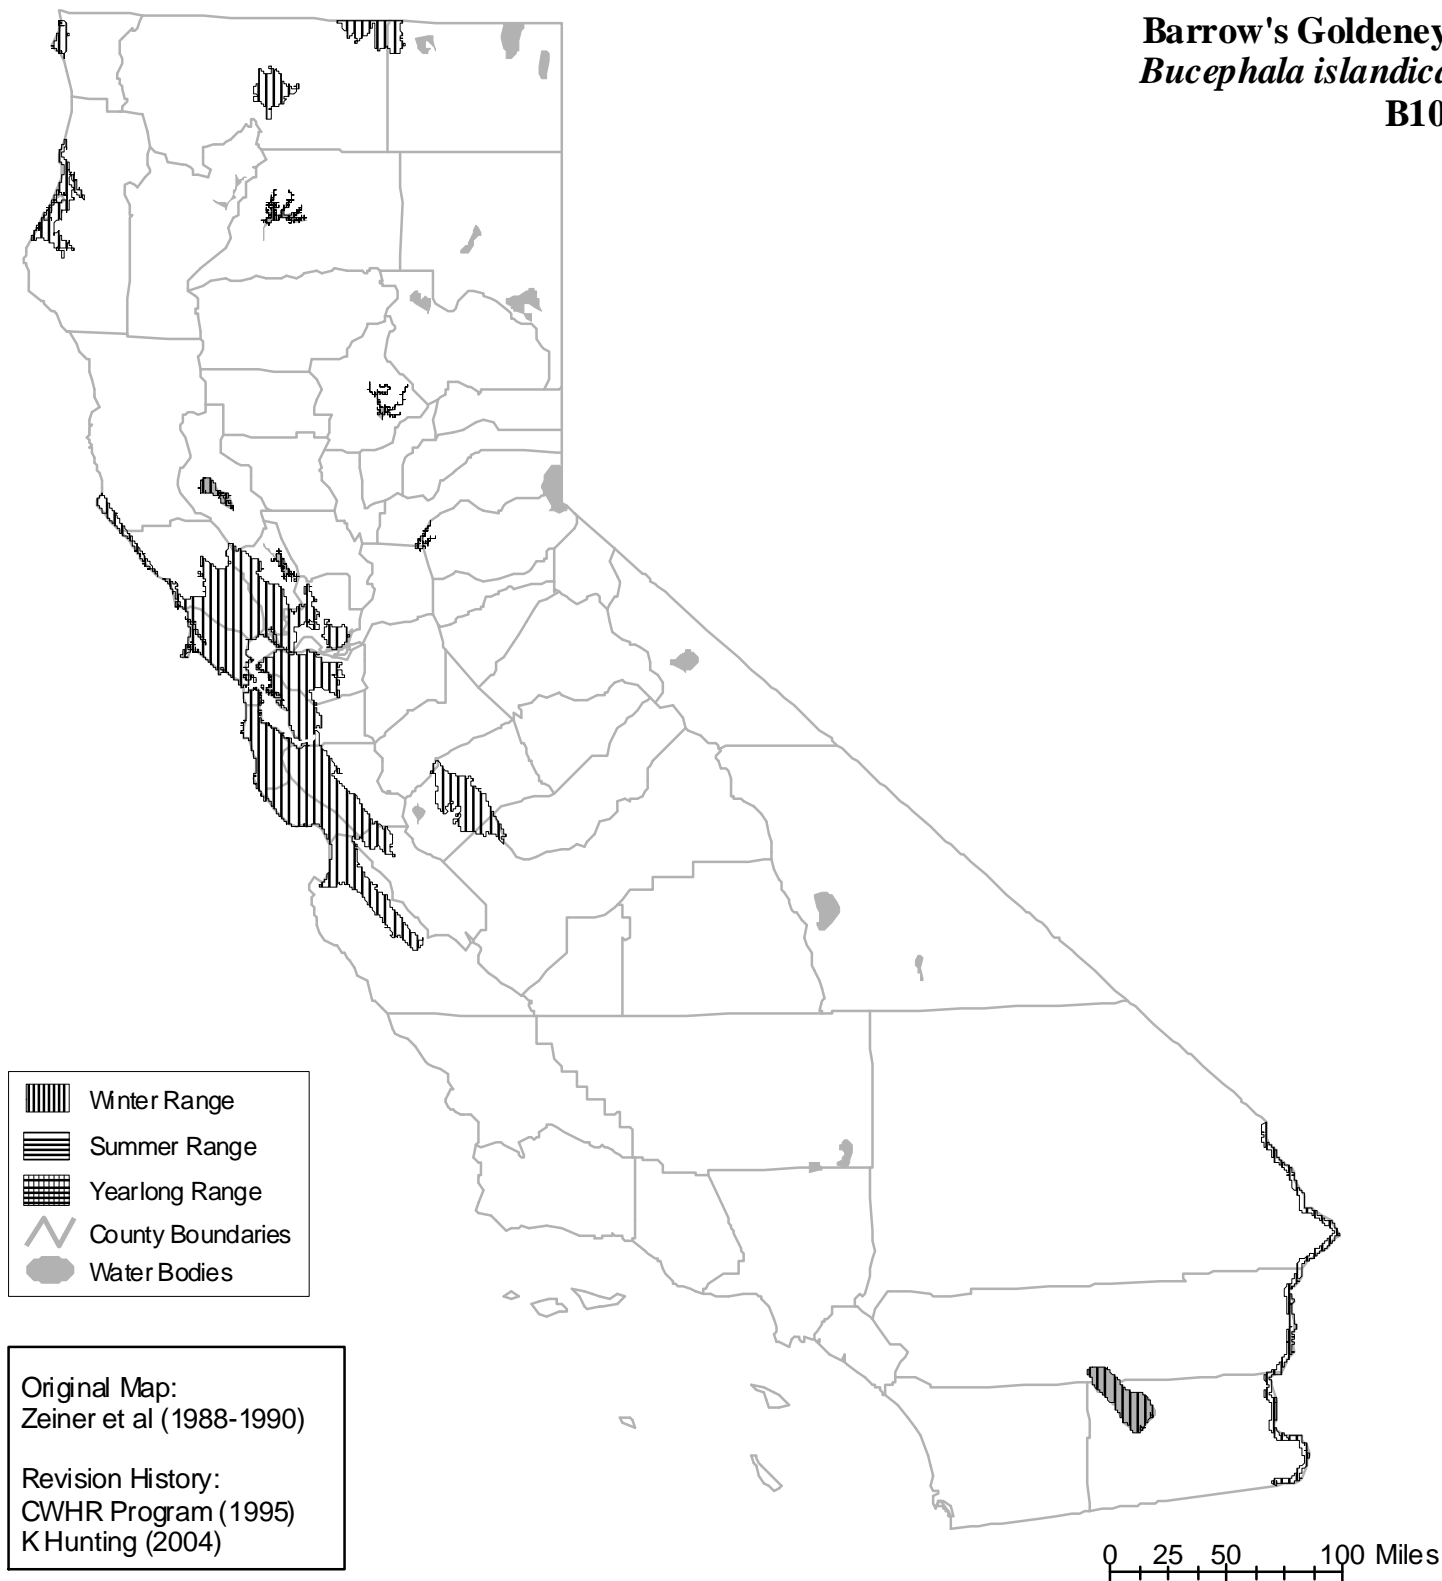 Barrow's Goldeney
Bucephala islandica
B10
Winter Range
Summer Range
Yearlong Range
County Boundaries
Water Bodies
Original Map:
Zeiner et al (1988-1990)
Revision History:
CWHR Program (1995)
K Hunting (2004)
0 25 50 100 Miles